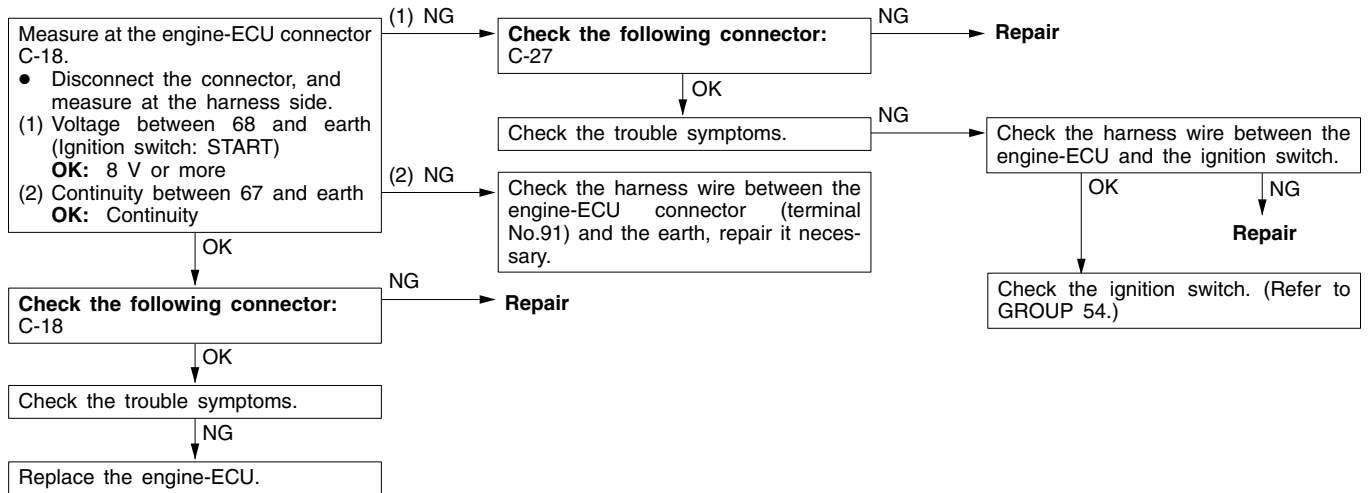 Measure at the engine-ECU connector
C-18.
● Disconnect the connector, and
measure at the harness side.
(1) Voltage between 68 and earth
(Ignition switch: START)
OK: 8 V or more
(2) Continuity between 67 and earth
OK: Continuity
(1) NG
Check the following connector:
C-27
NG
Repair
OK
Check the trouble symptoms.
NG
Check the harness wire between the
engine-ECU and the ignition switch.
OK
NG
Repair
Check the ignition switch. (Refer to
GROUP 54.)
(2) NG
Check the harness wire between the
engine-ECU connector (terminal
No.91) and the earth, repair it neces-
sary.
OK
Check the following connector:
C-18
NG
Repair
OK
Check the trouble symptoms.
NG
Replace the engine-ECU.